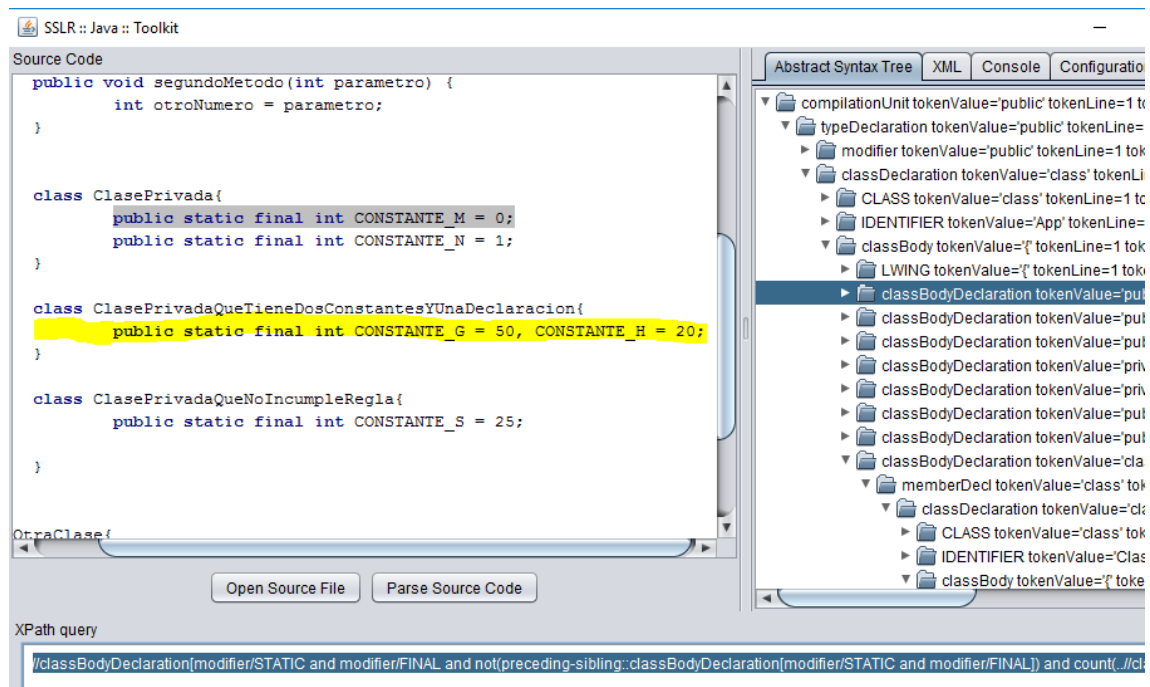 SSLR :: Java :: Toolkit
Source Code
public void segundoMetodo(int parametro) {
int otroNumero = parametro;
}
class ClasePrivada{
public static final int CONSTANTE_M = 0;
public static final int CONSTANTE_N = 1;
}
class ClasePrivadaQueTieneDosConstantesYUnaDeclaracion{
public static final int CONSTANTE_G = 50, CONSTANTE_H = 20;
}
class ClasePrivadaQueNoIncumpleRegla{
public static final int CONSTANTE_S = 25;
}
OtraClase{
Open Source File Parse Source Code
Abstract Syntax Tree XML Console Configuratio
compilationUnit tokenValue='public' tokenLine=1 to
typeDeclaration tokenValue='public' tokenLine=
modifier tokenValue='public' tokenLine=1 tok
classDeclaration tokenValue='class' tokenLi
CLASS tokenValue='class' tokenLine=1 to
IDENTIFIER tokenValue='App' tokenLine=
classBody tokenValue='{' tokenLine=1 tok
LWING tokenValue='{' tokenLine=1 toke
classBodyDeclaration tokenValue='pub
classBodyDeclaration tokenValue='pub
classBodyDeclaration tokenValue='pub
classBodyDeclaration tokenValue='priv
classBodyDeclaration tokenValue='priv
classBodyDeclaration tokenValue='pub
classBodyDeclaration tokenValue='pub
classBodyDeclaration tokenValue='cla
memberDecl tokenValue='class' tok
classDeclaration tokenValue='cla
CLASS tokenValue='class' tok
IDENTIFIER tokenValue='Clas
classBody tokenValue='{' toke
XPath query
//classBodyDeclaration[modifier/STATIC and modifier/FINAL and not(preceding-sibling::classBodyDeclaration[modifier/STATIC and modifier/FINAL]) and count(..//cla